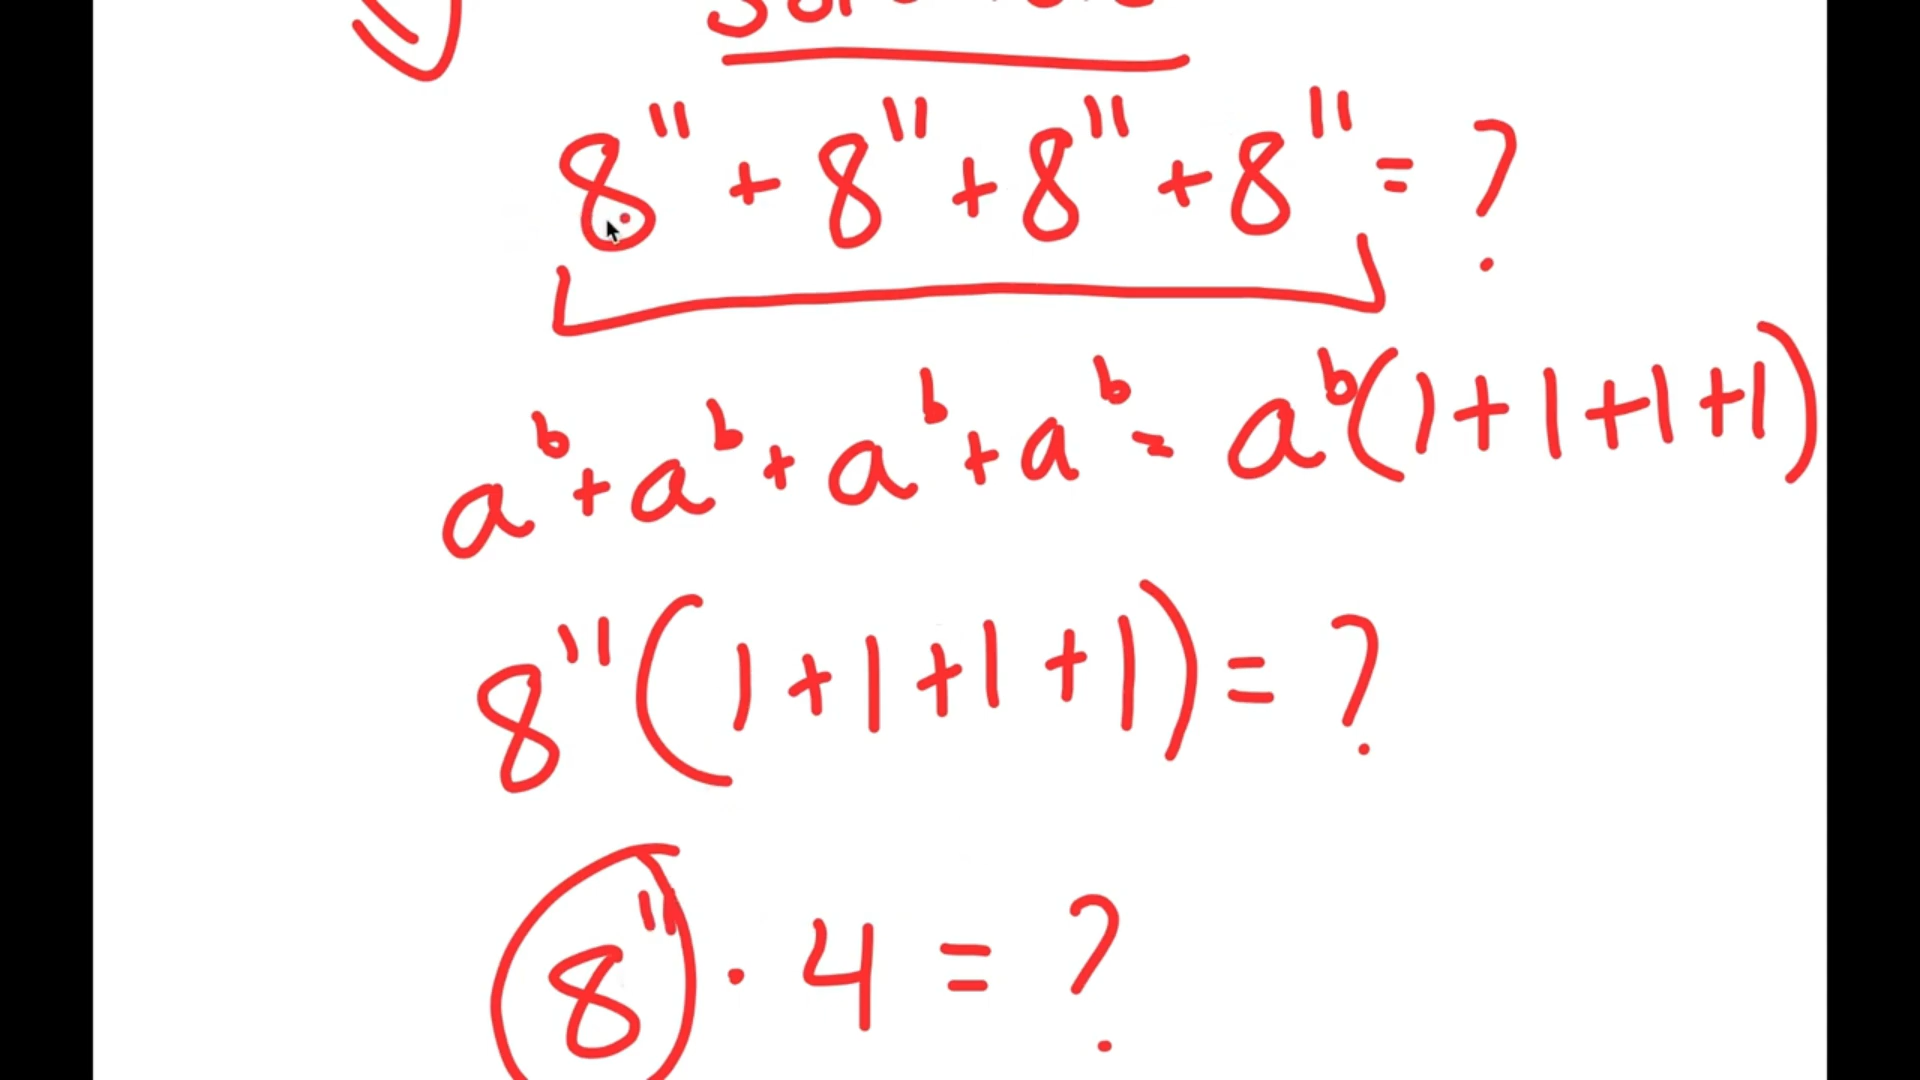 8¹¹ + 8¹¹ + 8¹¹ + 8¹¹ = ?
aᵇ + aᵇ + aᵇ + aᵇ = aᵇ(1+1+1+1)
8¹¹(1+1+1+1) = ?
8¹¹ · 4 = ?